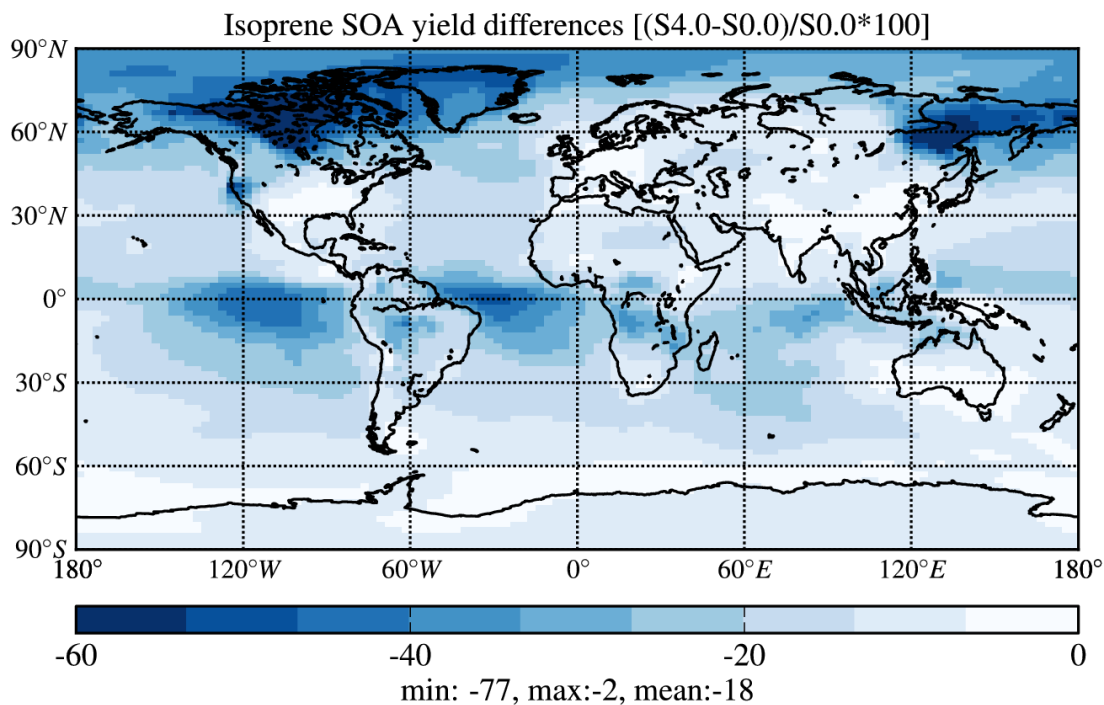 Isoprene SOA yield differences [(S4.0-S0.0)/S0.0*100]
90°N
60°N
30°N
0°
30°S
60°S
90°S
180° 120°W 60°W 0° 60°E 120°E 180°
-60 -40 -20 0
min: -77, max:-2, mean:-18